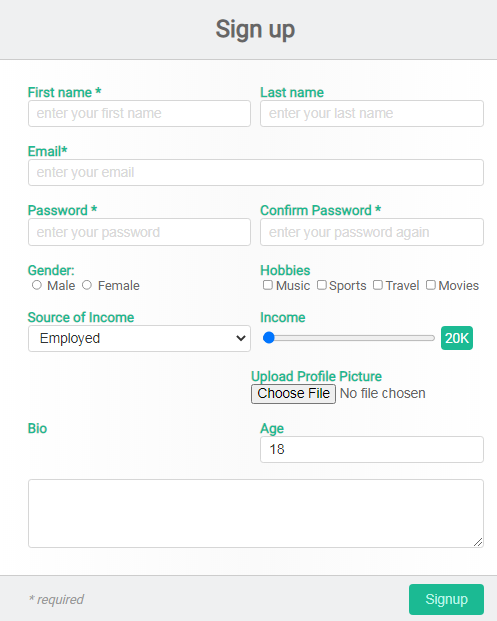 Sign up
First name * Last name
enter your first name enter your last name
Email*
enter your email
Password * Confirm Password *
enter your password enter your password again
Gender: Hobbies
Male Female Music Sports Travel Movies
Source of Income Income
Employed 20K
Upload Profile Picture
Choose File No file chosen
Bio Age
18
* required Signup